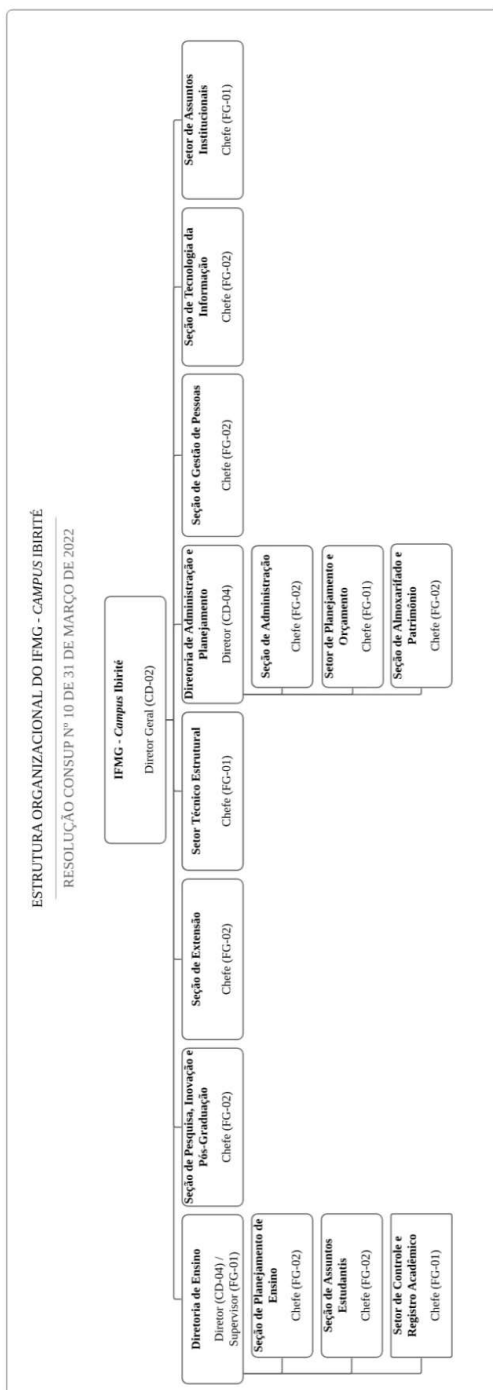 ESTRUTURA ORGANIZACIONAL DO IFMG - CAMPUS IBIRITÉ
RESOLUÇÃO CONSUP Nº 10 DE 31 DE MARÇO DE 2022
IFMG - Campus Ibirité
Diretor Geral (CD-02)
Diretoria de Ensino
Diretor (CD-04) /
Supervisor (FG-01)
Seção de Planejamento de
Ensino
Chefe (FG-02)
Seção de Assuntos
Estudantis
Chefe (FG-02)
Setor de Controle e
Registro Acadêmico
Chefe (FG-01)
Seção de Pesquisa, Inovação e
Pós-Graduação
Chefe (FG-02)
Seção de Extensão
Chefe (FG-02)
Setor Técnico Estrutural
Chefe (FG-01)
Diretoria de Administração e
Planejamento
Diretor (CD-04)
Seção de Administração
Chefe (FG-02)
Setor de Planejamento e
Orçamento
Chefe (FG-01)
Seção de Almoxarifado e
Patrimônio
Chefe (FG-02)
Seção de Gestão de Pessoas
Chefe (FG-02)
Seção de Tecnologia da
Informação
Chefe (FG-02)
Setor de Assuntos
Institucionais
Chefe (FG-01)